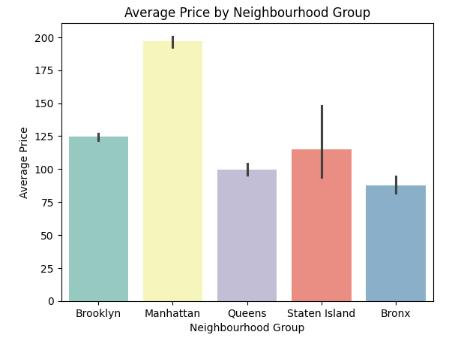 Average Price by Neighbourhood Group
200
175
150
125
100
75
50
25
0
Average Price
Brooklyn Manhattan Queens Staten Island Bronx
Neighbourhood Group